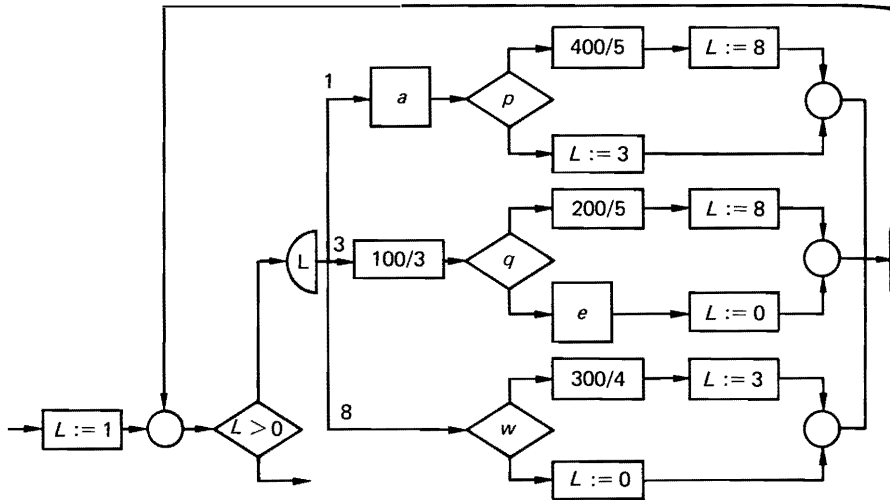 400/5
L := 8
1
a
p
L := 3
200/5
L := 8
L
3
100/3
q
e
L := 0
300/4
L := 3
8
L := 1
L > 0
w
L := 0